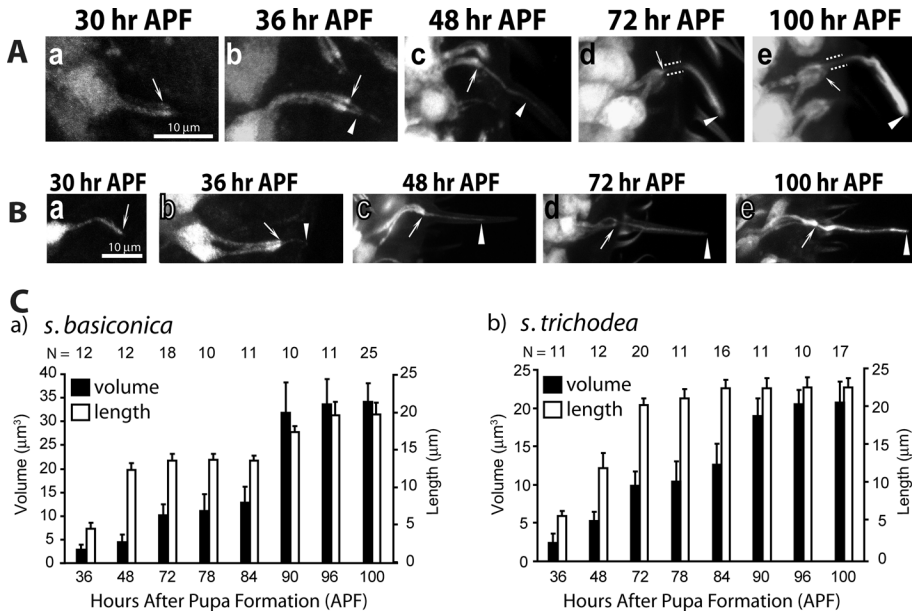 30 hr APF 36 hr APF 48 hr APF 72 hr APF 100 hr APF
A a b c d e
10 µm
30 hr APF 36 hr APF 48 hr APF 72 hr APF 100 hr APF
B a b c d e
10 µm
C
a) s. basiconica
N = 12 12 18 10 11 10 11 25
volume
length
Volume (µm³)
40
35
30
25
20
15
10
5
0
25
20
15
10
5
0
Length (µm)
36 48 72 78 84 90 96 100
Hours After Pupa Formation (APF)
b) s. trichodea
N = 11 12 20 11 16 11 10 17
volume
length
Volume (µm³)
25
20
15
10
5
0
25
20
15
10
5
0
Length (µm)
36 48 72 78 84 90 96 100
Hours After Pupa Formation (APF)